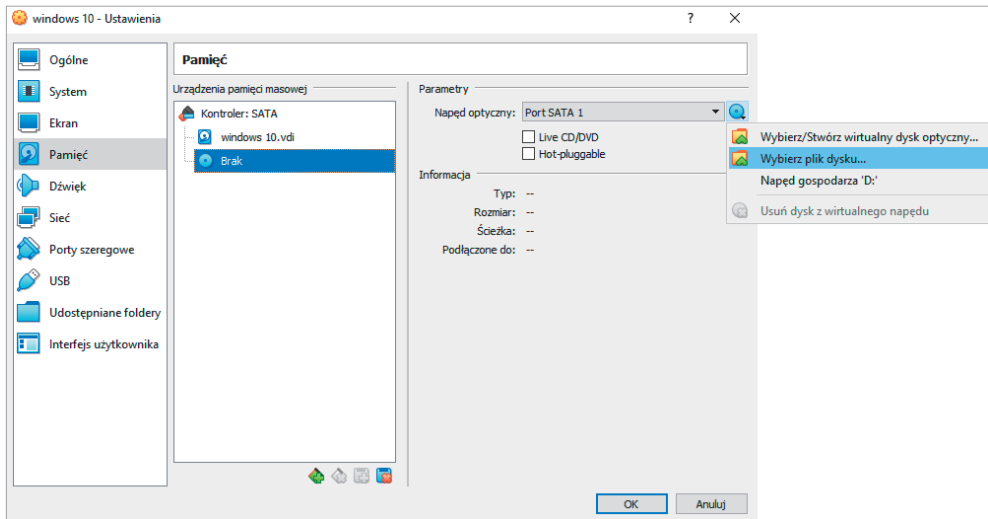 windows 10 - Ustawienia
?
Ogólne
System
Ekran
Pamięć
Dźwięk
Sieć
Porty szeregowe
USB
Udostępniane foldery
Interfejs użytkownika
Pamięć
Urządzenia pamięci masowej
Kontroler: SATA
windows 10.vdi
Brak
Parametry
Napęd optyczny: Port SATA 1
Live CD/DVD
Hot-pluggable
Informacja
Typ: --
Rozmiar: --
Ścieżka: --
Podłączone do: --
Wybierz/Stwórz wirtualny dysk optyczny...
Wybierz plik dysku...
Napęd gospodarza 'D:'
Usuń dysk z wirtualnego napędu
OK Anuluj